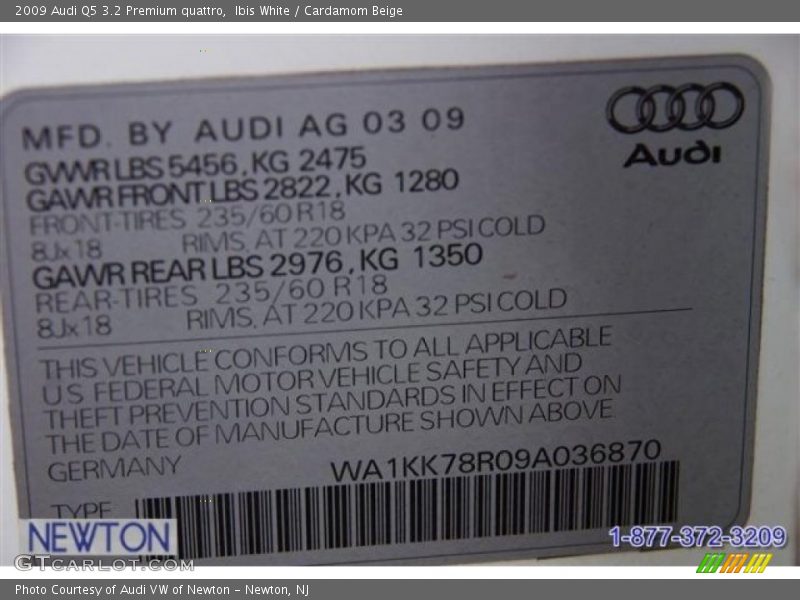 2009 Audi Q5 3.2 Premium quattro,  Ibis White / Cardamom Beige
MFD. BY AUDI AG 03 09
Audi
GVWR LBS 5456, KG 2475
GAWR FRONT LBS 2822, KG 1280
FRONT-TIRES 235/60 R18
8Jx18 RIMS, AT 220 KPA 32 PSI COLD
GAWR REAR LBS 2976, KG 1350
REAR-TIRES 235/60 R18
8Jx18 RIMS, AT 220 KPA 32 PSI COLD
THIS VEHICLE CONFORMS TO ALL APPLICABLE
US FEDERAL MOTOR VEHICLE SAFETY AND
THEFT PREVENTION STANDARDS IN EFFECT ON
THE DATE OF MANUFACTURE SHOWN ABOVE
GERMANY WA1KK78R09A036870
TYPE
NEWTON 1-877-372-3209
GTcarlot.com
Photo Courtesy of Audi VW of Newton - Newton, NJ